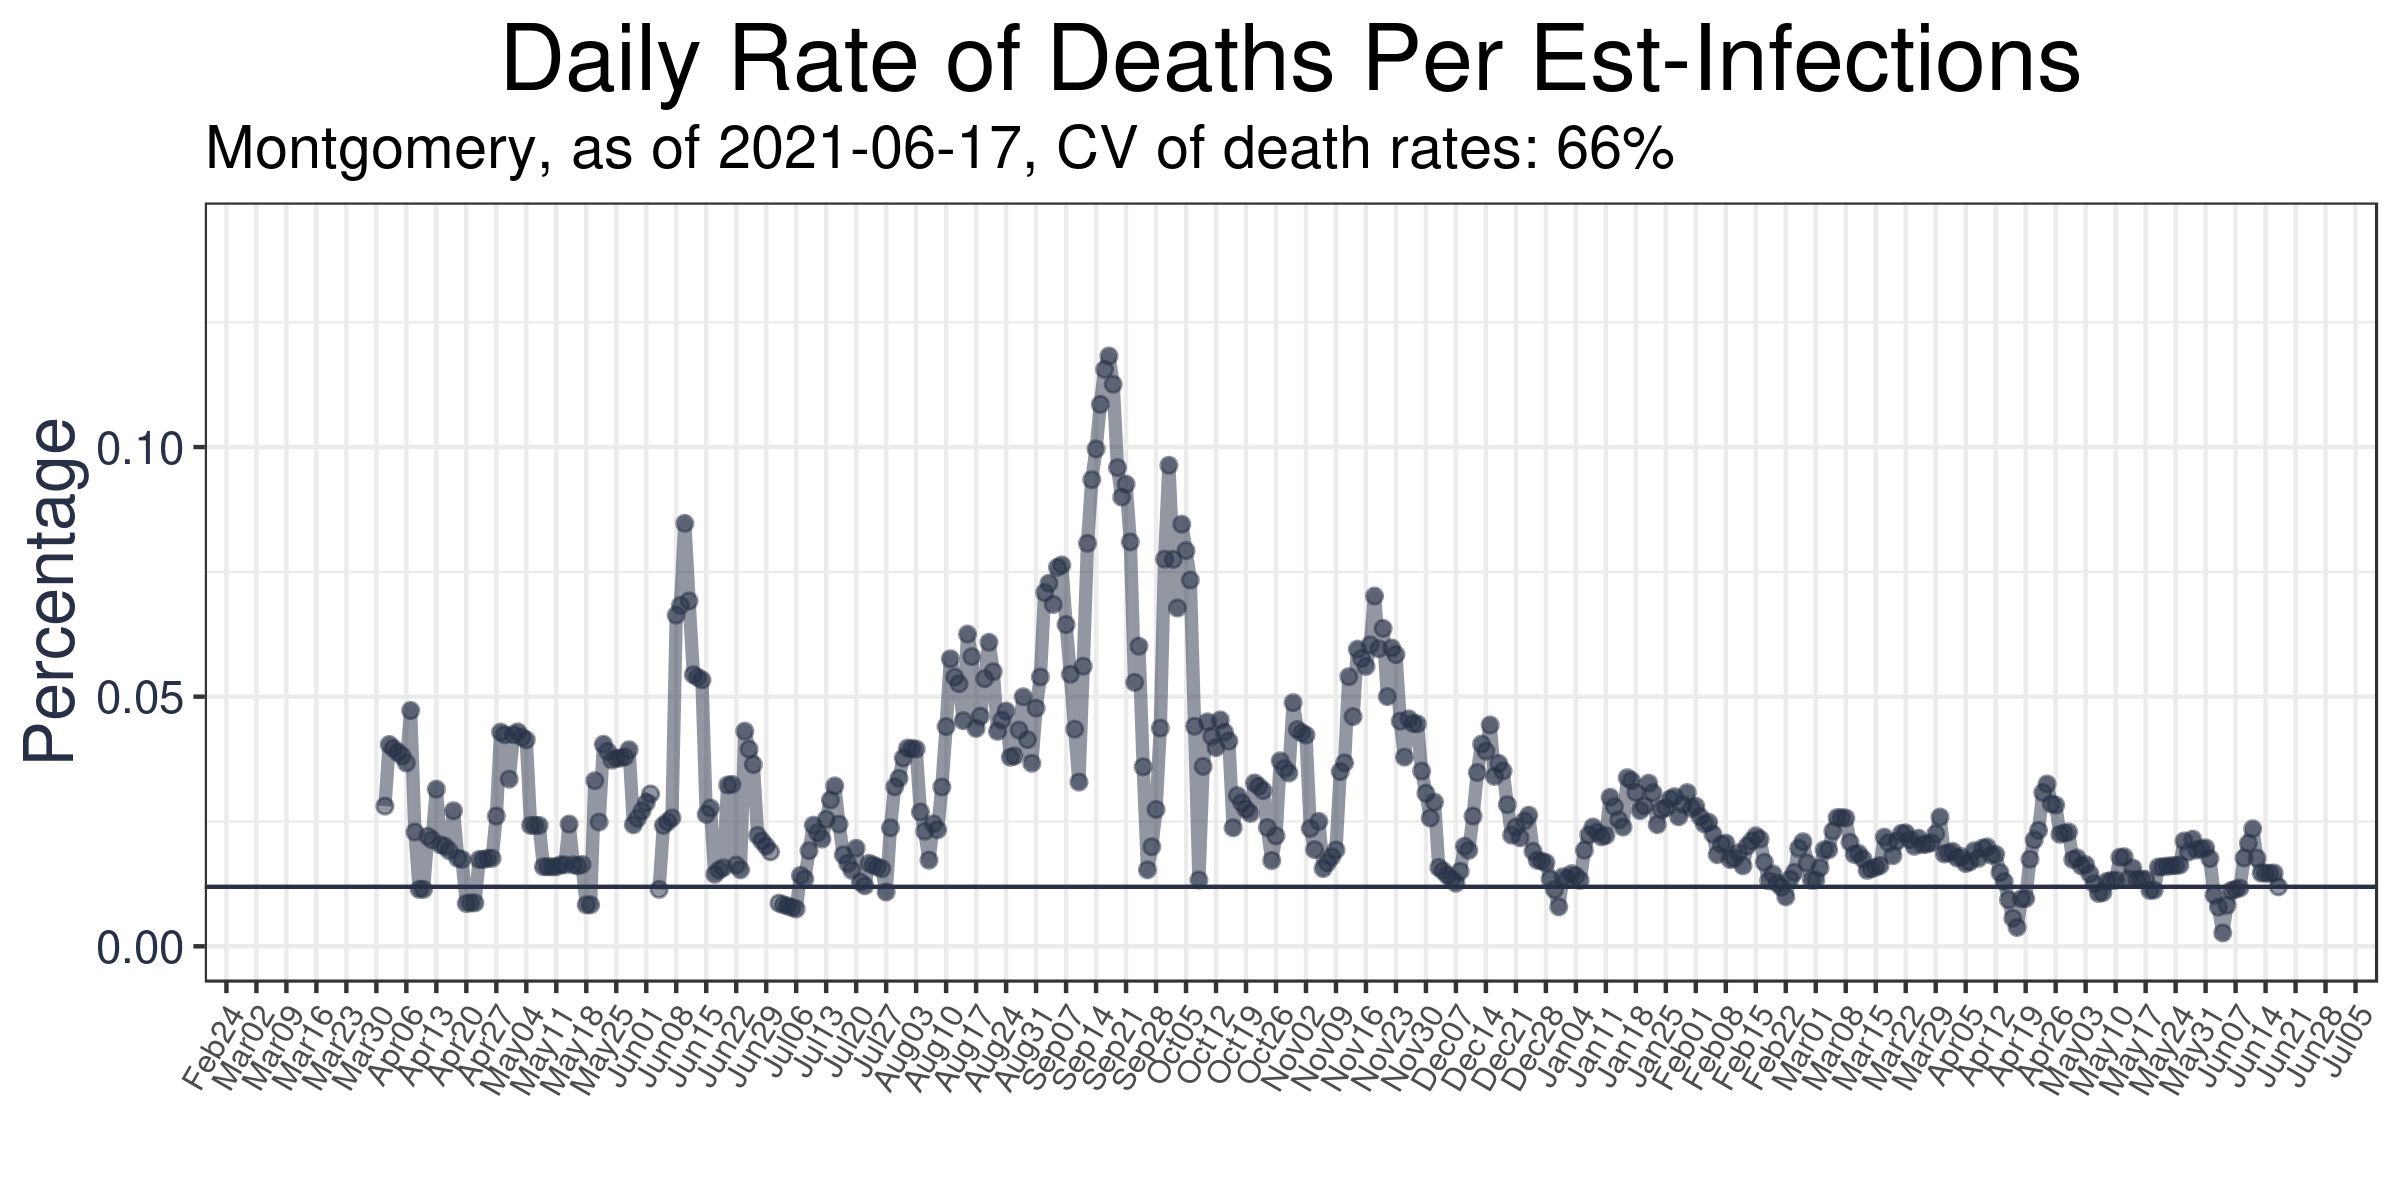 Daily Rate of Deaths Per Est-Infections
Montgomery, as of 2021-06-17, CV of death rates: 66%
Percentage
0.10
0.05
0.00
Feb24
Mar02
Mar09
Mar16
Mar23
Mar30
Apr06
Apr13
Apr20
Apr27
May04
May11
May18
May25
Jun01
Jun08
Jun15
Jun22
Jun29
Jul06
Jul13
Jul20
Jul27
Aug03
Aug10
Aug17
Aug24
Aug31
Sep07
Sep14
Sep21
Sep28
Oct05
Oct12
Oct19
Oct26
Nov02
Nov09
Nov16
Nov23
Nov30
Dec07
Dec14
Dec21
Dec28
Jan04
Jan11
Jan18
Jan25
Feb01
Feb08
Feb15
Feb22
Mar01
Mar08
Mar15
Mar22
Mar29
Apr05
Apr12
Apr19
Apr26
May03
May10
May17
May24
May31
Jun07
Jun14
Jun21
Jun28
Jul05